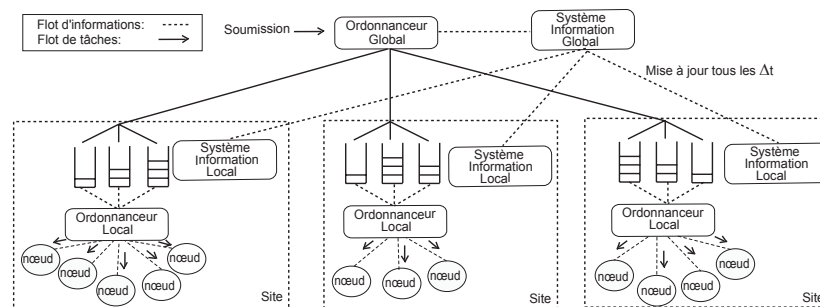 Flot d'informations:
Flot de tâches:
Soumission
Ordonnanceur
Global
Système
Information
Global
Mise à jour tous les Δt
Système
Information
Local
Ordonnanceur
Local
nœud
nœud
nœud
nœud
nœud
Site
Système
Information
Local
Ordonnanceur
Local
nœud
nœud
nœud
Site
Système
Information
Local
Ordonnanceur
Local
nœud
nœud
nœud
nœud
Site